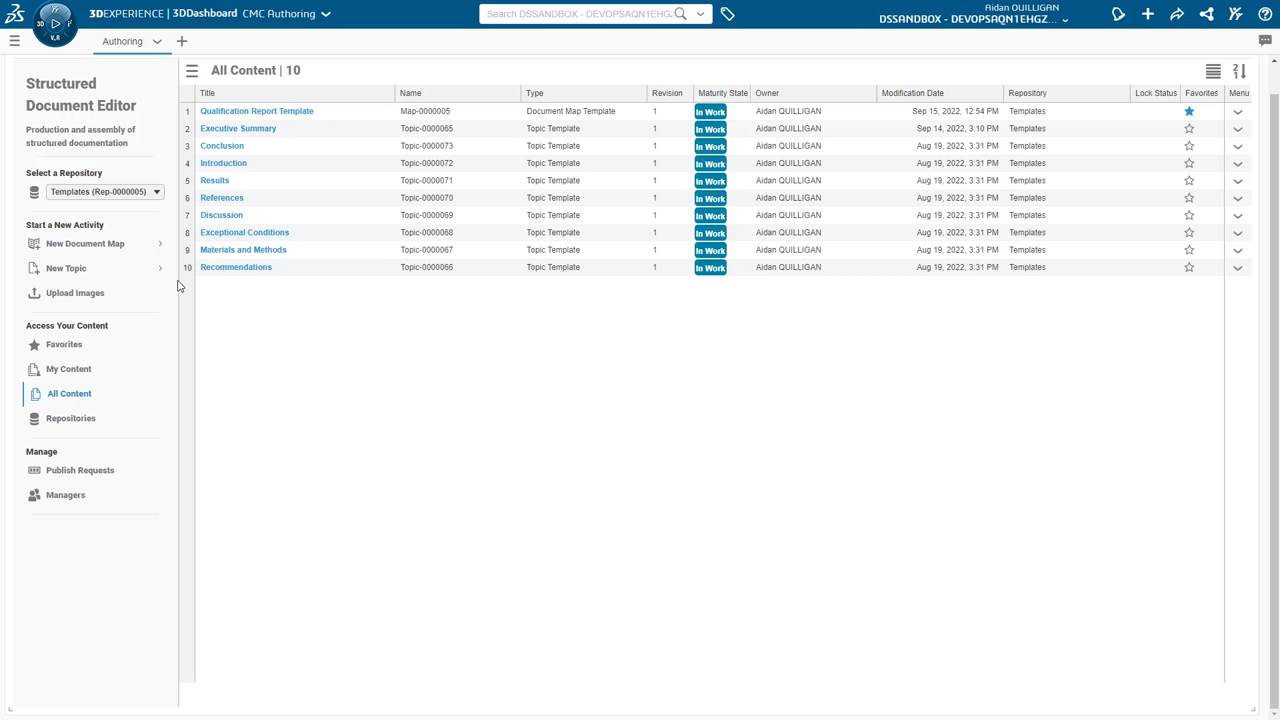 3DEXPERIENCE | 3DDashboard CMC Authoring
Search DSSANDBOX - DEVOPSAQN1EHG
Aidan QUILLIGAN
DSSANDBOX - DEVOPSAQN1EHGZ...
3D
V.R
Authoring
Structured
Document Editor
Production and assembly of
structured documentation
Select a Repository
Templates (Rep-0000005)
Start a New Activity
New Document Map
New Topic
Upload Images
Access Your Content
Favorites
My Content
All Content
Repositories
Manage
Publish Requests
Managers
All Content | 10
Title Name Type Revision Maturity State Owner Modification Date Repository Lock Status Favorites Menu
1 Qualification Report Template Map-0000005 Document Map Template 1 In Work Aidan QUILLIGAN Sep 15, 2022, 12:54 PM Templates
2 Executive Summary Topic-0000065 Topic Template 1 In Work Aidan QUILLIGAN Sep 14, 2022, 3:10 PM Templates
3 Conclusion Topic-0000073 Topic Template 1 In Work Aidan QUILLIGAN Aug 19, 2022, 3:31 PM Templates
4 Introduction Topic-0000072 Topic Template 1 In Work Aidan QUILLIGAN Aug 19, 2022, 3:31 PM Templates
5 Results Topic-0000071 Topic Template 1 In Work Aidan QUILLIGAN Aug 19, 2022, 3:31 PM Templates
6 References Topic-0000070 Topic Template 1 In Work Aidan QUILLIGAN Aug 19, 2022, 3:31 PM Templates
7 Discussion Topic-0000069 Topic Template 1 In Work Aidan QUILLIGAN Aug 19, 2022, 3:31 PM Templates
8 Exceptional Conditions Topic-0000068 Topic Template 1 In Work Aidan QUILLIGAN Aug 19, 2022, 3:31 PM Templates
9 Materials and Methods Topic-0000067 Topic Template 1 In Work Aidan QUILLIGAN Aug 19, 2022, 3:31 PM Templates
10 Recommendations Topic-0000066 Topic Template 1 In Work Aidan QUILLIGAN Aug 19, 2022, 3:31 PM Templates